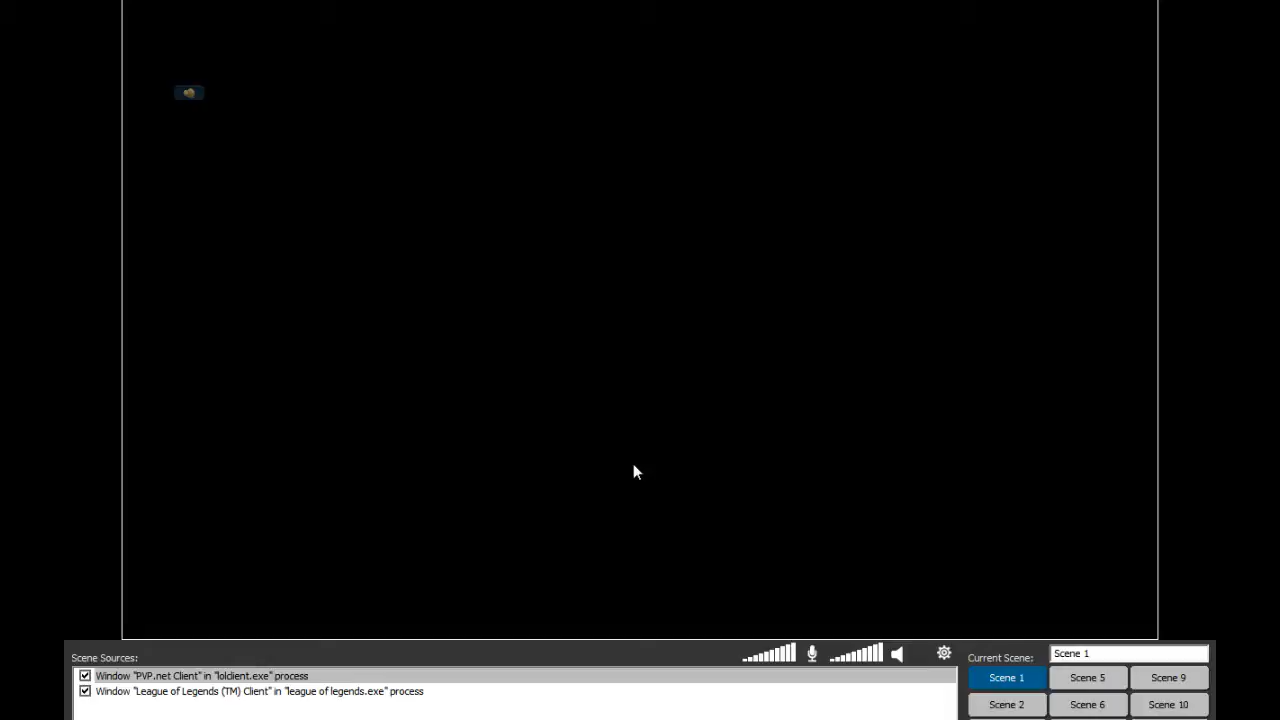 Scene Sources:
Current Scene:
Scene 1
Window "PVP.net Client" in "lolclient.exe" process
Window "League of Legends (TM) Client" in "league of legends.exe" process
Scene 1
Scene 5
Scene 9
Scene 2
Scene 6
Scene 10